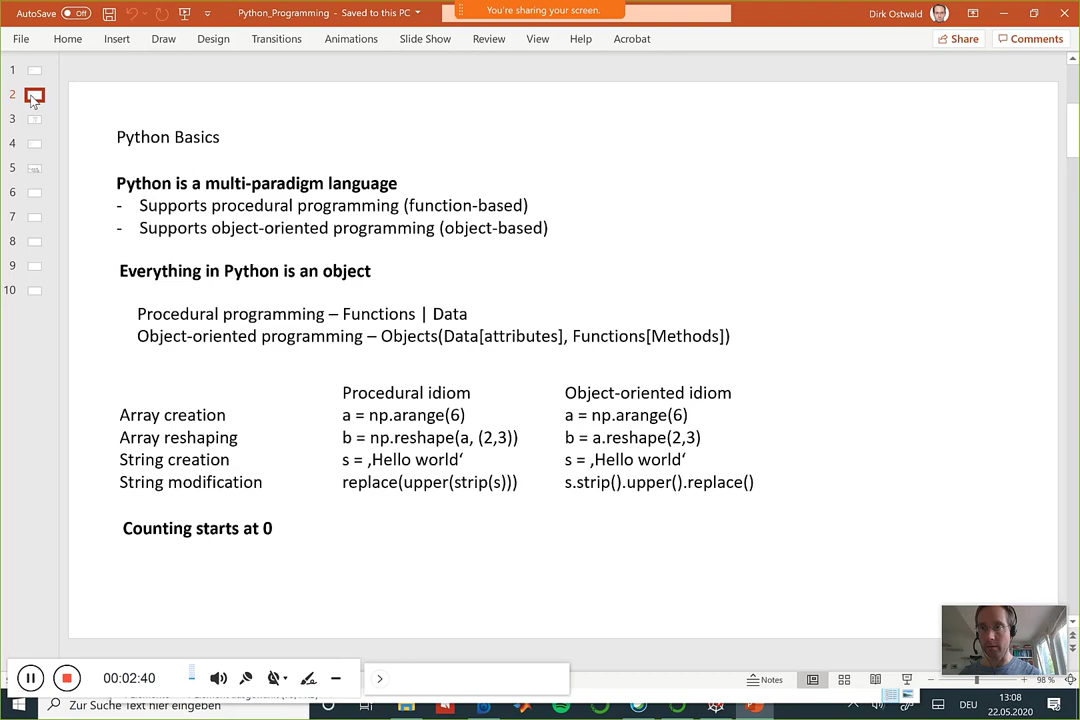 AutoSave Off Python_Programming - Saved to this PC You're sharing your screen. Dirk Ostwald
File Home Insert Draw Design Transitions Animations Slide Show Review View Help Acrobat Share Comments
1
2
3
4
5
6
7
8
9
10
Python Basics
Python is a multi-paradigm language
- Supports procedural programming (function-based)
- Supports object-oriented programming (object-based)
Everything in Python is an object
Procedural programming – Functions | Data
Object-oriented programming – Objects(Data[attributes], Functions[Methods])
Procedural idiom Object-oriented idiom
Array creation a = np.arange(6) a = np.arange(6)
Array reshaping b = np.reshape(a, (2,3)) b = a.reshape(2,3)
String creation s = ‚Hello world‘ s = ‚Hello world‘
String modification replace(upper(strip(s))) s.strip().upper().replace()
Counting starts at 0
00:02:40
Notes 98 %
Zur Suche Text hier eingeben DEU 13:08
22.05.2020